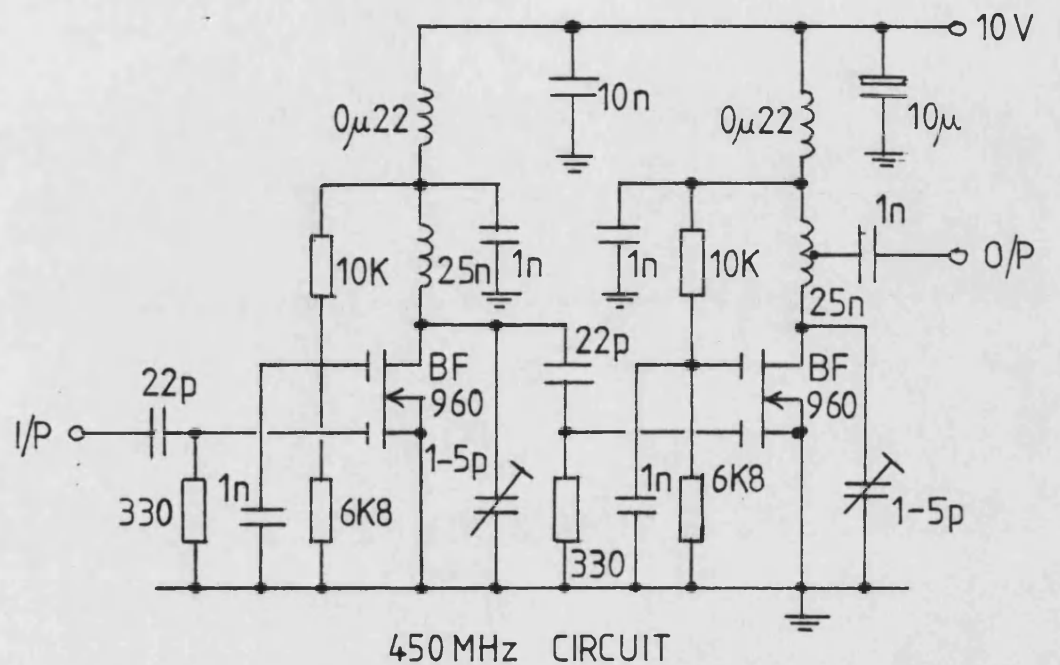 10 V
0µ22
10n
0µ22
10µ
10K
25n
1n
1n
10K
1n
O/P
25n
22p
BF
960
22p
BF
960
I/P
1-5p
330
1n
6K8
330
1n
6K8
1-5p
450 MHz CIRCUIT